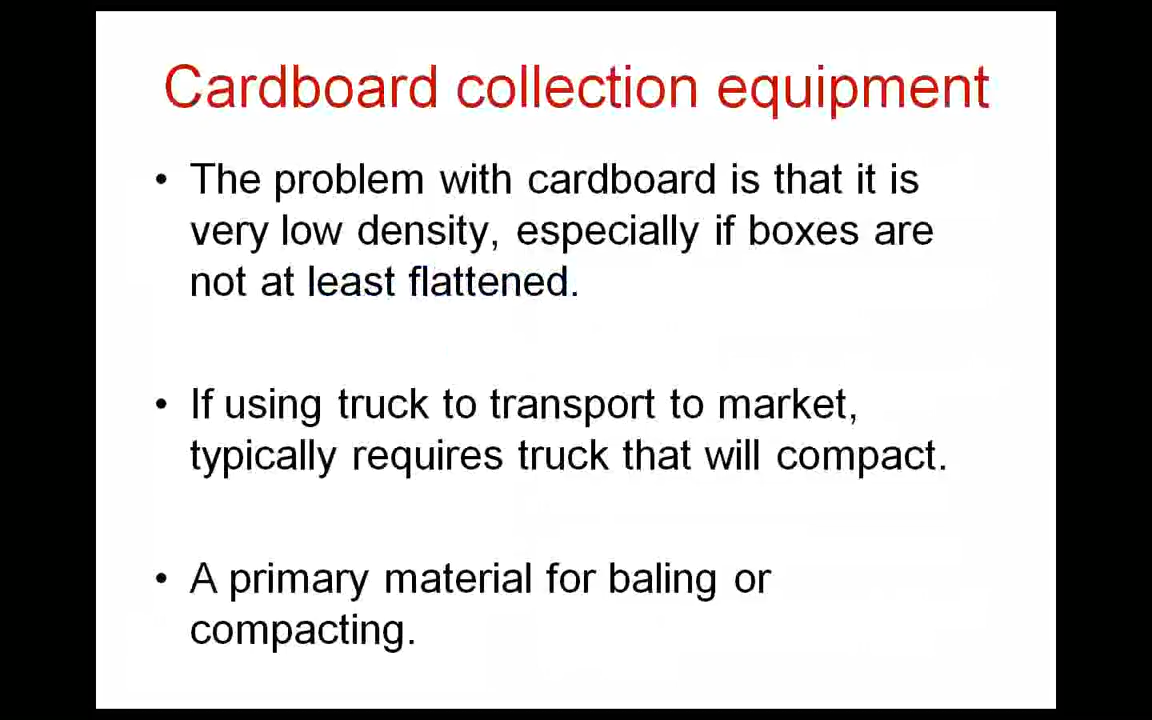 Cardboard collection equipment
• The problem with cardboard is that it is
very low density, especially if boxes are
not at least flattened.
• If using truck to transport to market,
typically requires truck that will compact.
• A primary material for baling or
compacting.